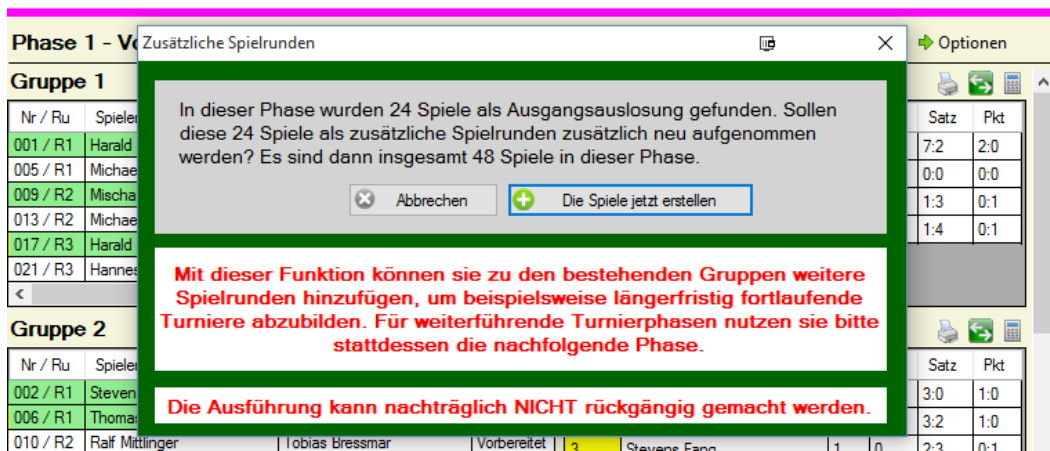 Phase 1 - Vo
Zusätzliche Spielrunden
Optionen
Gruppe 1
In dieser Phase wurden 24 Spiele als Ausgangsauslosung gefunden. Sollen
diese 24 Spiele als zusätzliche Spielrunden zusätzlich neu aufgenommen
werden? Es sind dann insgesamt 48 Spiele in dieser Phase.
Abbrechen
Die Spiele jetzt erstellen
Nr / Ru Spieler Satz Pkt
001 / R1 Harald 7:2 2:0
005 / R1 Michae 0:0 0:0
009 / R2 Mischa 1:3 0:1
013 / R2 Michae 1:4 0:1
017 / R3 Harald
021 / R3 Hannes
Mit dieser Funktion können sie zu den bestehenden Gruppen weitere
Spielrunden hinzufügen, um beispielsweise längerfristig fortlaufende
Turniere abzubilden. Für weiterführende Turnierphasen nutzen sie bitte
stattdessen die nachfolgende Phase.
Gruppe 2
Nr / Ru Spieler Satz Pkt
002 / R1 Steven 3:0 1:0
006 / R1 Thomas 3:2 1:0
Die Ausführung kann nachträglich NICHT rückgängig gemacht werden.
010 / R2 Ralf Mittlinger Tobias Bressmar Vorbereitet 3 Stevens Fang 1 0 2:3 0:1